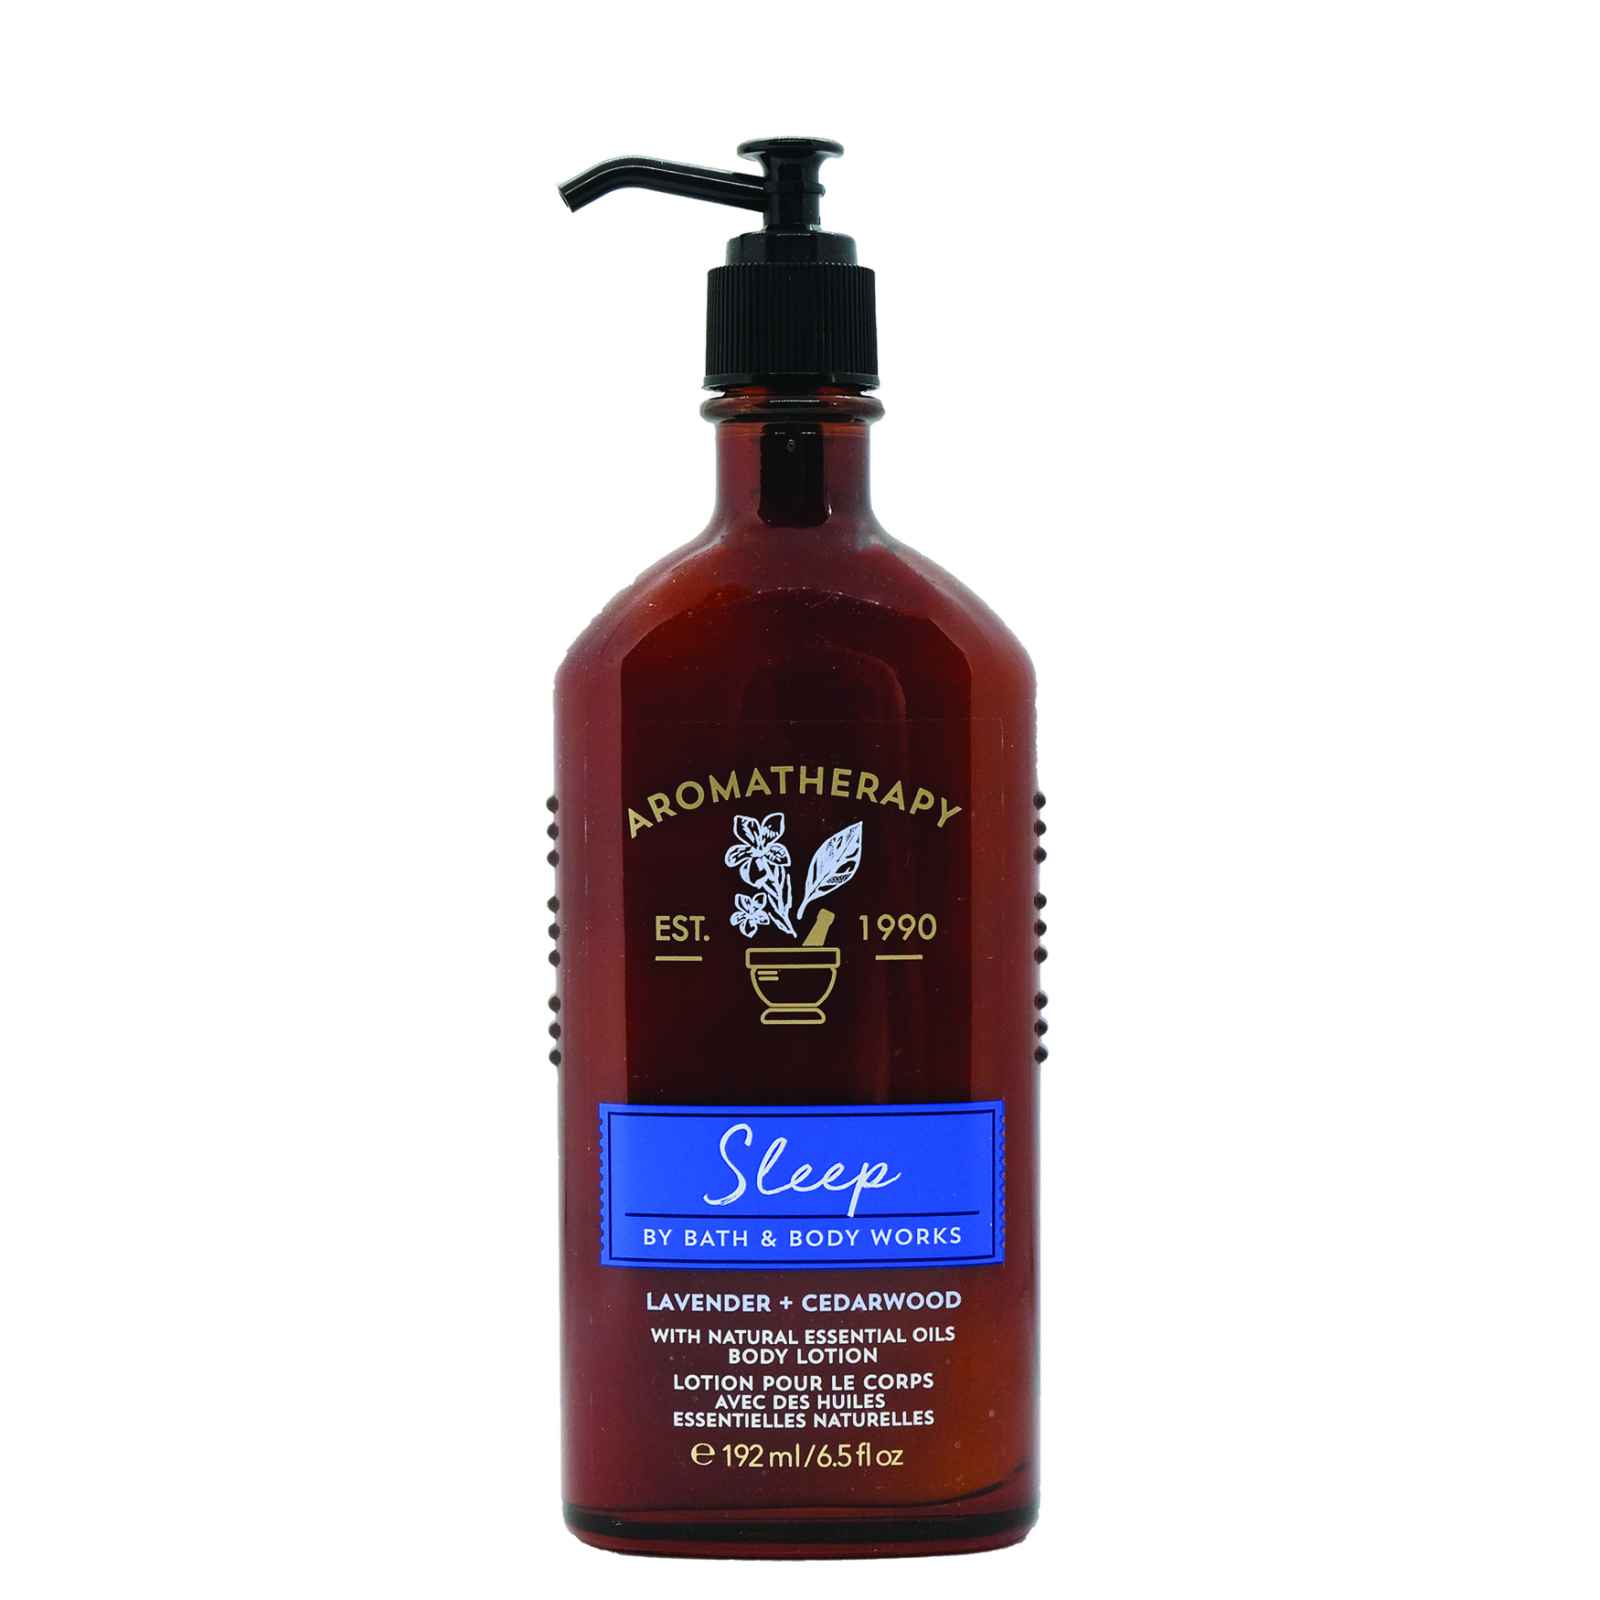 AROMATHERAPY
EST. 1990
Sleep
BY BATH & BODY WORKS
LAVENDER + CEDARWOOD
WITH NATURAL ESSENTIAL OILS
BODY LOTION
LOTION POUR LE CORPS
AVEC DES HUILES
ESSENTIELLES NATURELLES
℮ 192 ml/6.5 fl oz